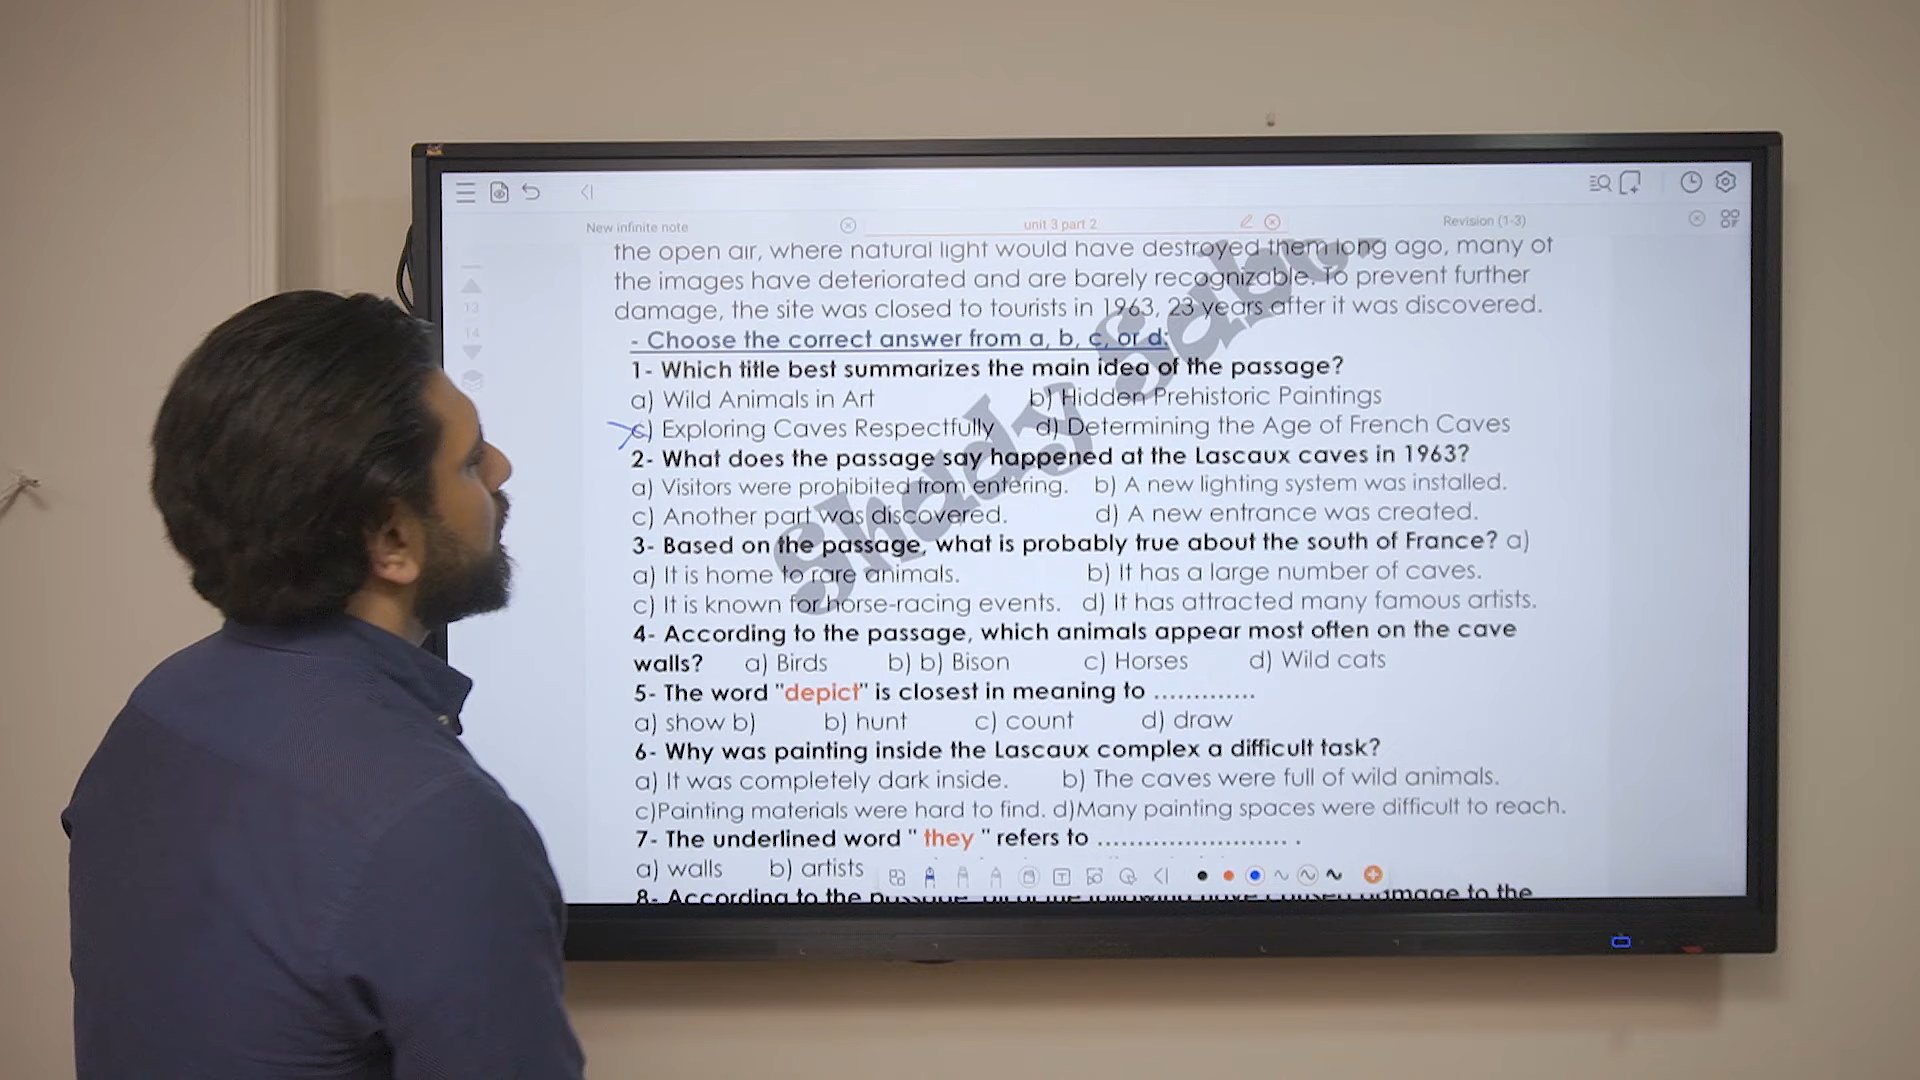 New infinite note
unit 3 part 2
Revision (1-3)
13
14
the open air, where natural light would have destroyed them long ago, many of
the images have deteriorated and are barely recognizable. To prevent further
damage, the site was closed to tourists in 1963, 23 years after it was discovered.
- Choose the correct answer from a, b, c, or d:
1- Which title best summarizes the main idea of the passage?
a) Wild Animals in Art b) Hidden Prehistoric Paintings
c) Exploring Caves Respectfully d) Determining the Age of French Caves
2- What does the passage say happened at the Lascaux caves in 1963?
a) Visitors were prohibited from entering. b) A new lighting system was installed.
c) Another part was discovered. d) A new entrance was created.
3- Based on the passage, what is probably true about the south of France? a)
a) It is home to rare animals. b) It has a large number of caves.
c) It is known for horse-racing events. d) It has attracted many famous artists.
4- According to the passage, which animals appear most often on the cave
walls? a) Birds b) b) Bison c) Horses d) Wild cats
5- The word "depict" is closest in meaning to .............
a) show b) b) hunt c) count d) draw
6- Why was painting inside the Lascaux complex a difficult task?
a) It was completely dark inside. b) The caves were full of wild animals.
c)Painting materials were hard to find. d)Many painting spaces were difficult to reach.
7- The underlined word " they " refers to ........................ .
a) walls b) artists
8- According to the damage to the
Shady